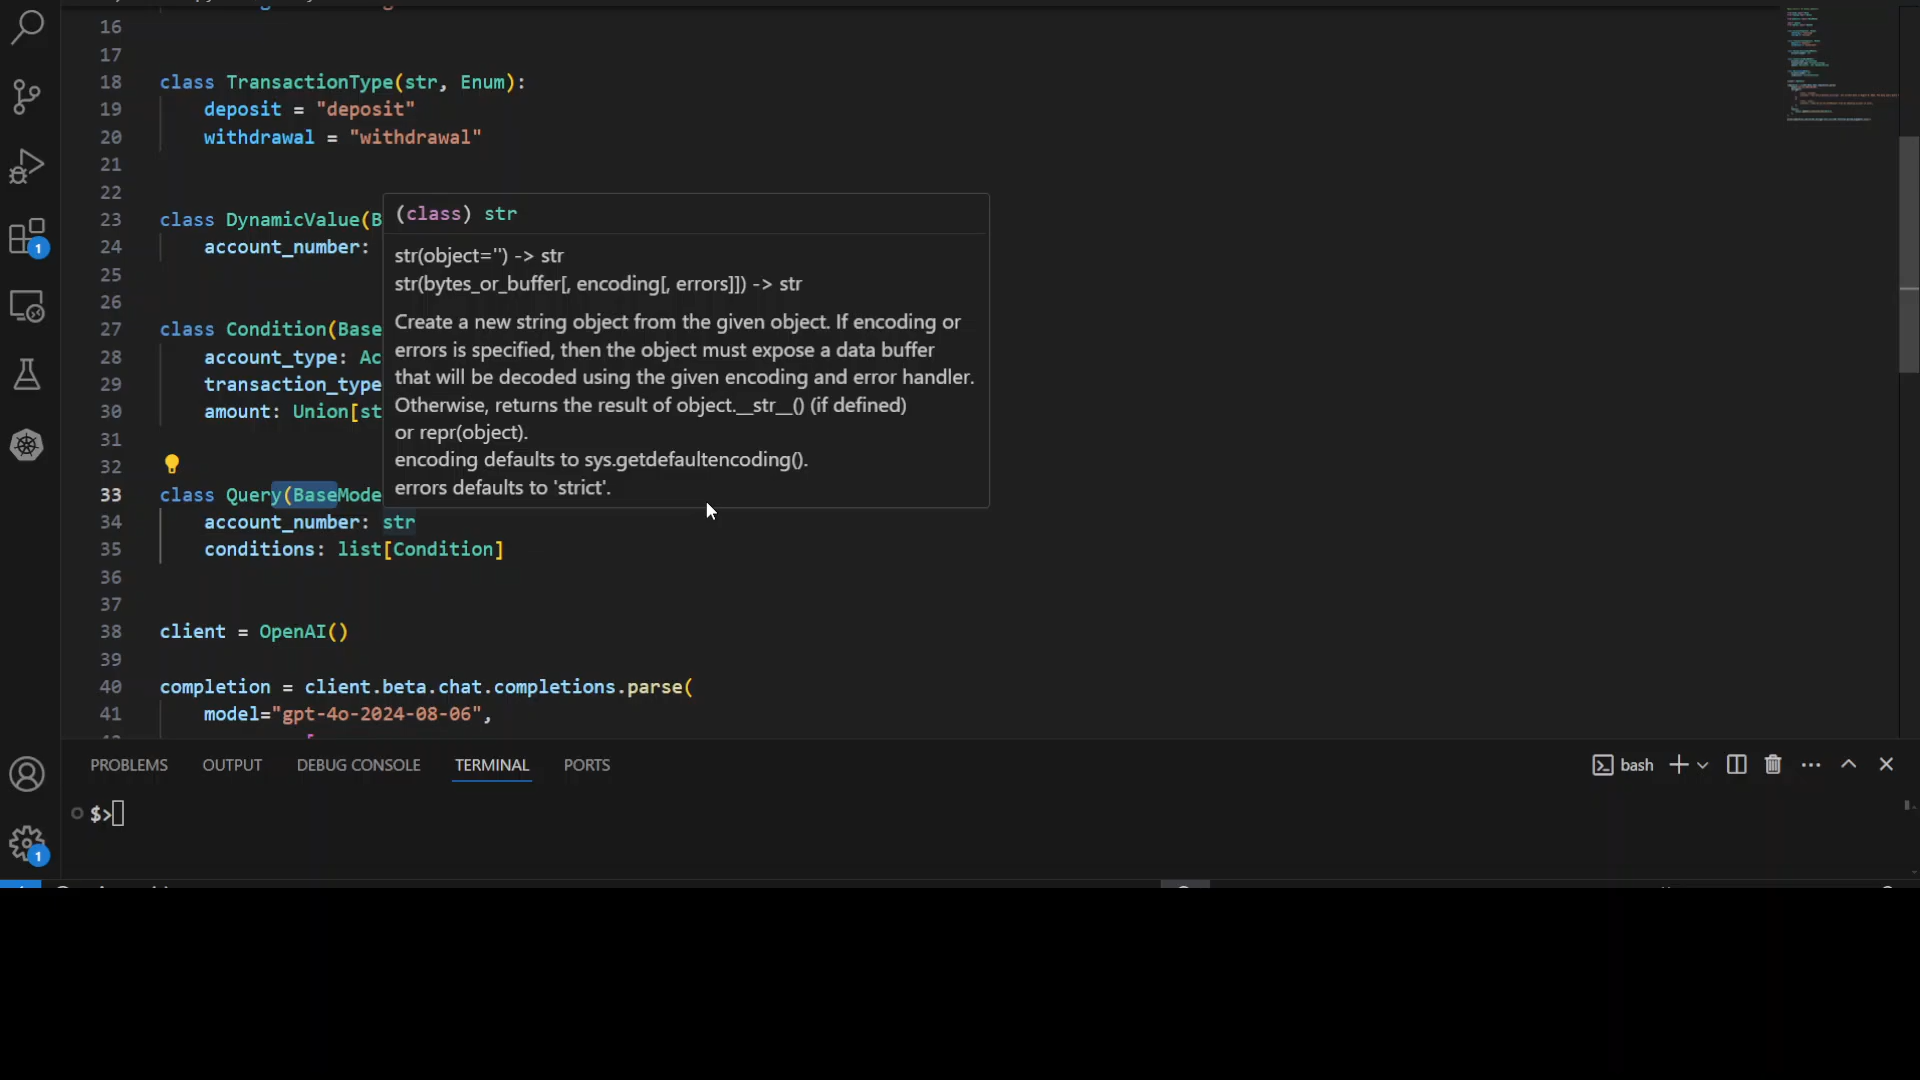 16
17
18 class TransactionType(str, Enum):
19 deposit = "deposit"
20 withdrawal = "withdrawal"
21
22
23 class DynamicValue(B
24 account_number:
25
26
27 class Condition(Base
28 account_type: Ac
29 transaction_type
30 amount: Union[st
31
32
33 class Query(BaseMode
34 account_number: str
35 conditions: list[Condition]
36
37
38 client = OpenAI()
39
40 completion = client.beta.chat.completions.parse(
41 model="gpt-4o-2024-08-06",
(class) str
str(object='') -> str
str(bytes_or_buffer[, encoding[, errors]]) -> str
Create a new string object from the given object. If encoding or
errors is specified, then the object must expose a data buffer
that will be decoded using the given encoding and error handler.
Otherwise, returns the result of object.__str__() (if defined)
or repr(object).
encoding defaults to sys.getdefaultencoding().
errors defaults to 'strict'.
1
1
PROBLEMS OUTPUT DEBUG CONSOLE TERMINAL PORTS
bash
$>